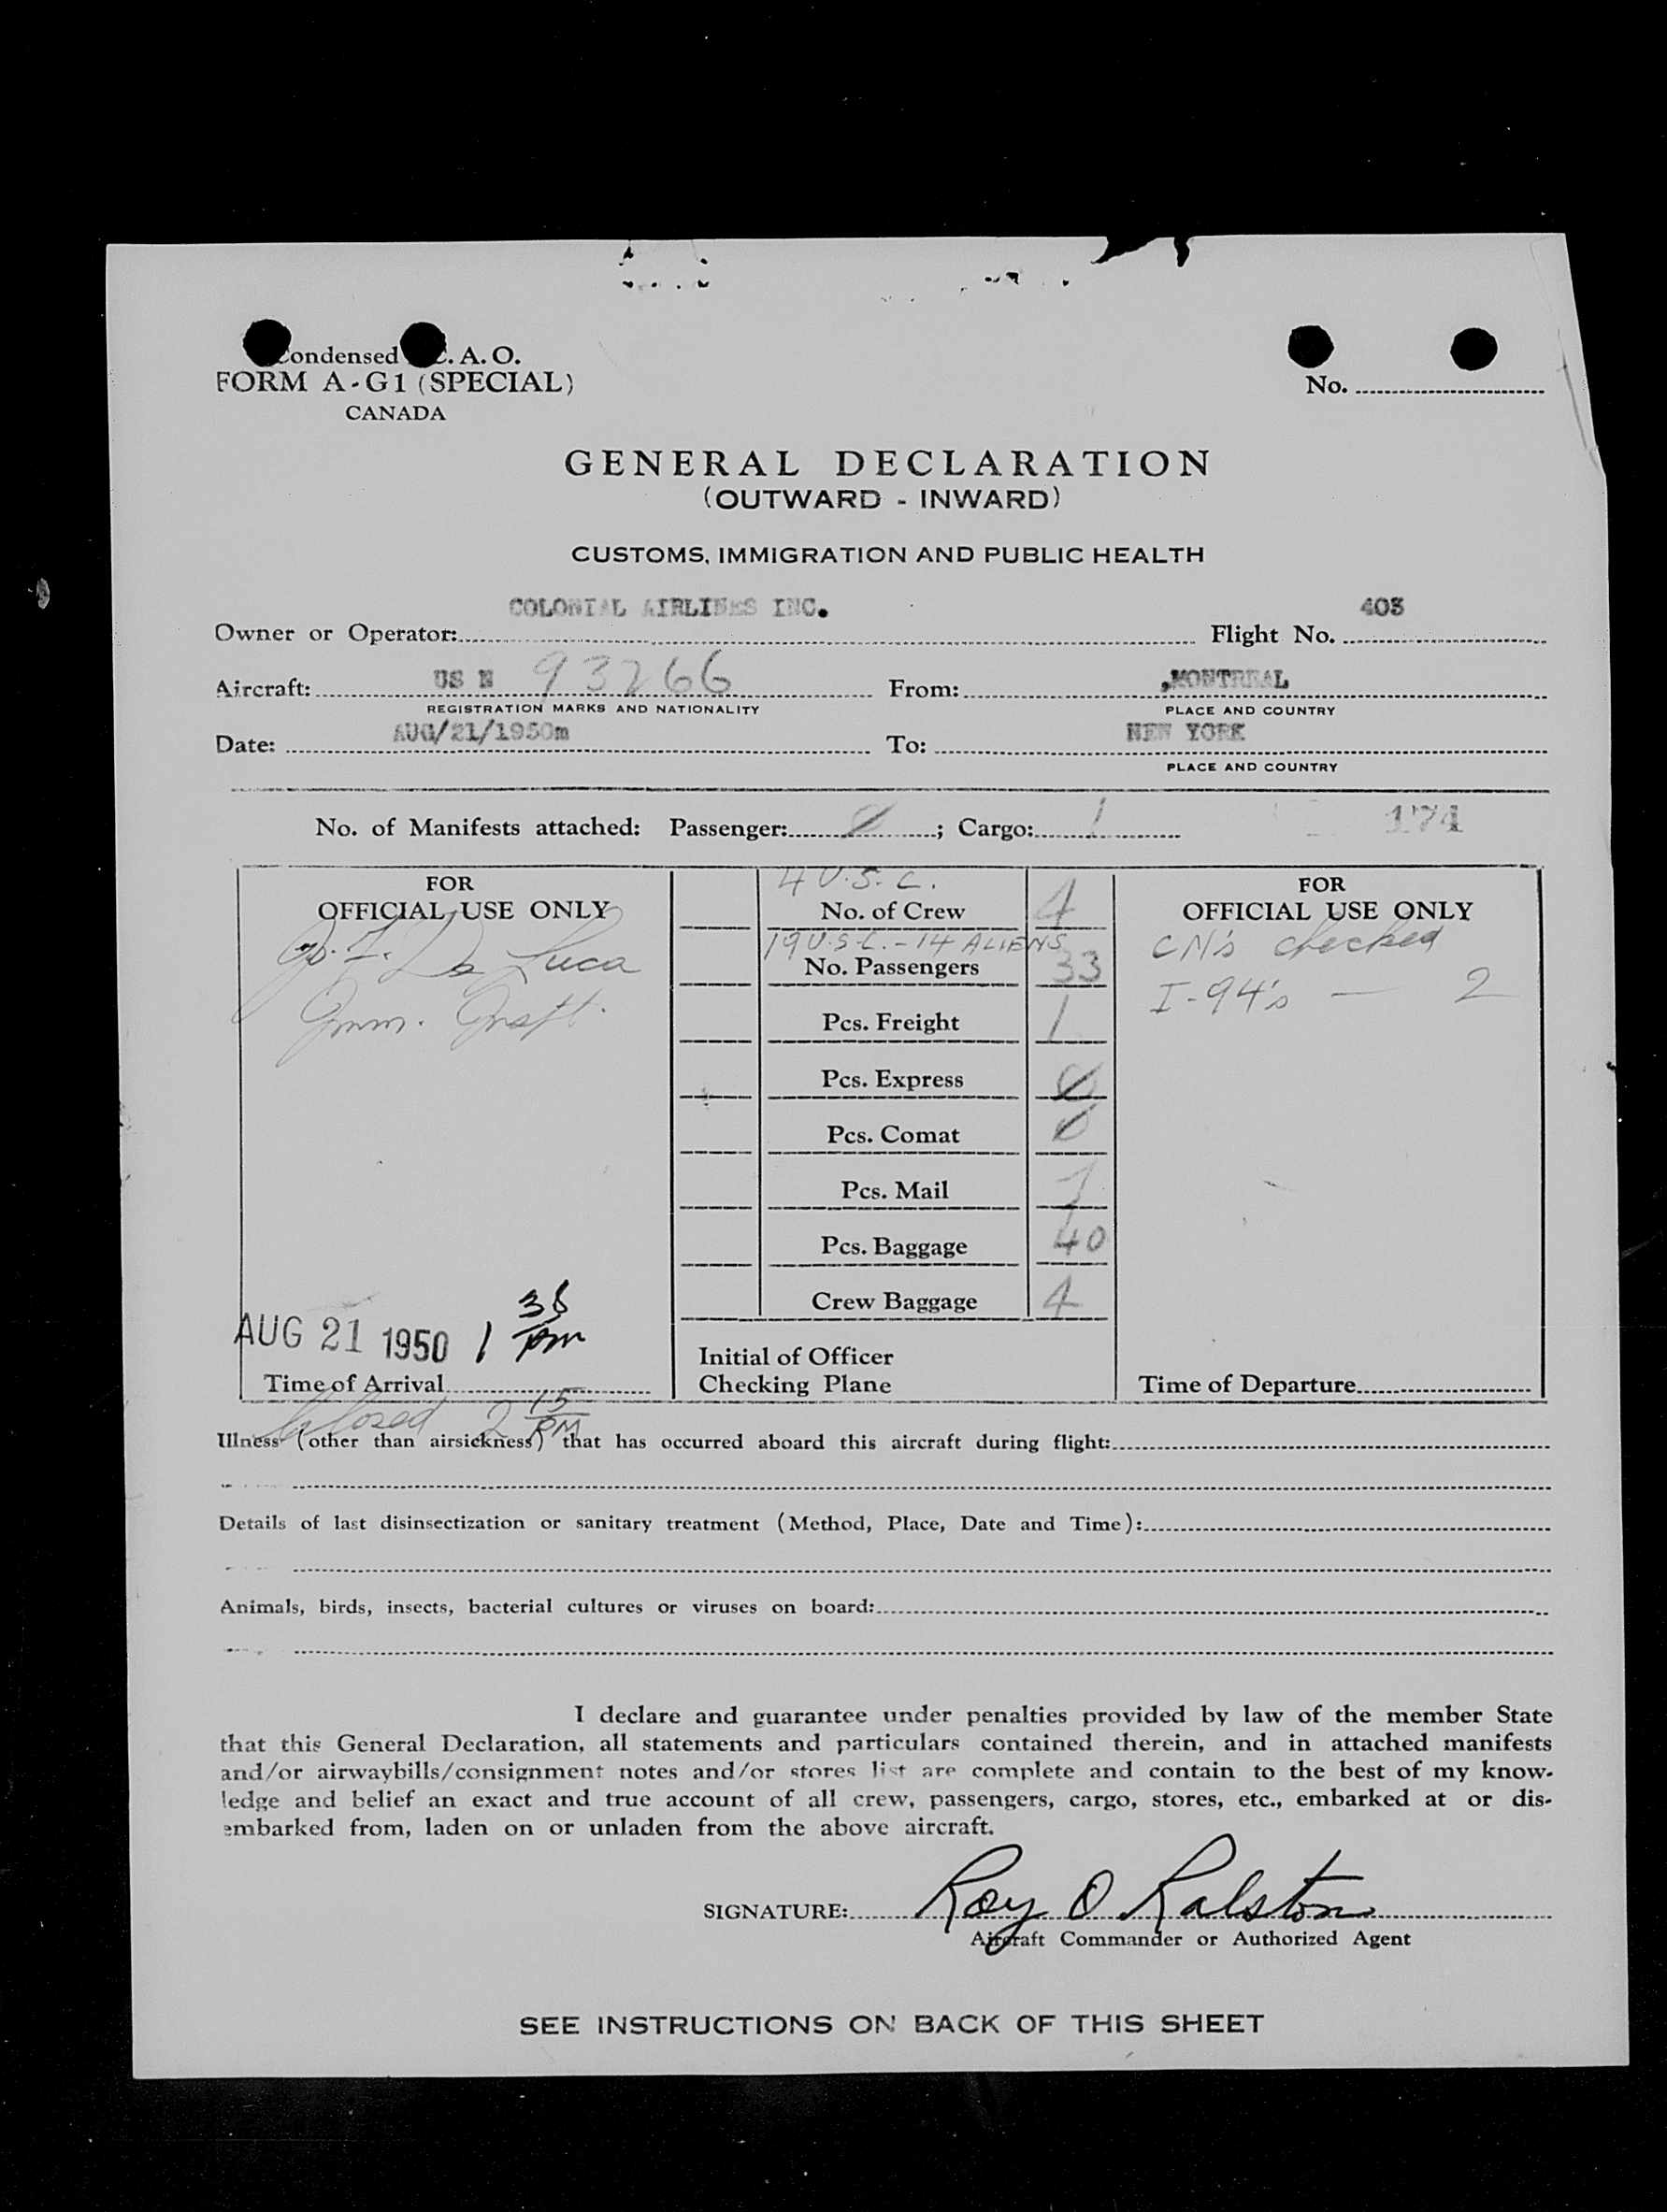 Condensed I.C.A.O.
FORM A-G1 (SPECIAL)
CANADA
No.
GENERAL DECLARATION
(OUTWARD - INWARD)
CUSTOMS, IMMIGRATION AND PUBLIC HEALTH
Owner or Operator: COLONIAL AIRLINES INC. Flight No. 403
Aircraft: US N 93266 From: MONTREAL
REGISTRATION MARKS AND NATIONALITY PLACE AND COUNTRY
Date: AUG/21/1950m To: NEW YORK
PLACE AND COUNTRY
No. of Manifests attached: Passenger: 0; Cargo: 1 174
FOR OFFICIAL USE ONLY
De Luca
Imm. Inspt.
AUG 21 1950 1 38 pm
Time of Arrival
Closed 2 15 PM
4 U.S.C.
No. of Crew 4
19 U.S.C. - 14 ALIENS
No. Passengers 33
Pcs. Freight 1
Pcs. Express 0
Pcs. Comat 0
Pcs. Mail 7
Pcs. Baggage 40
Crew Baggage 4
Initial of Officer
Checking Plane
FOR
OFFICIAL USE ONLY
CN's checked
I-94's — 2
Time of Departure
Illness (other than airsickness) that has occurred aboard this aircraft during flight:
Details of last disinsectization or sanitary treatment (Method, Place, Date and Time):
Animals, birds, insects, bacterial cultures or viruses on board:
I declare and guarantee under penalties provided by law of the member State
that this General Declaration, all statements and particulars contained therein, and in attached manifests
and/or airwaybills/consignment notes and/or stores list are complete and contain to the best of my know-
ledge and belief an exact and true account of all crew, passengers, cargo, stores, etc., embarked at or dis-
embarked from, laden on or unladen from the above aircraft.
SIGNATURE: Roy O Ralston
Aircraft Commander or Authorized Agent
SEE INSTRUCTIONS ON BACK OF THIS SHEET